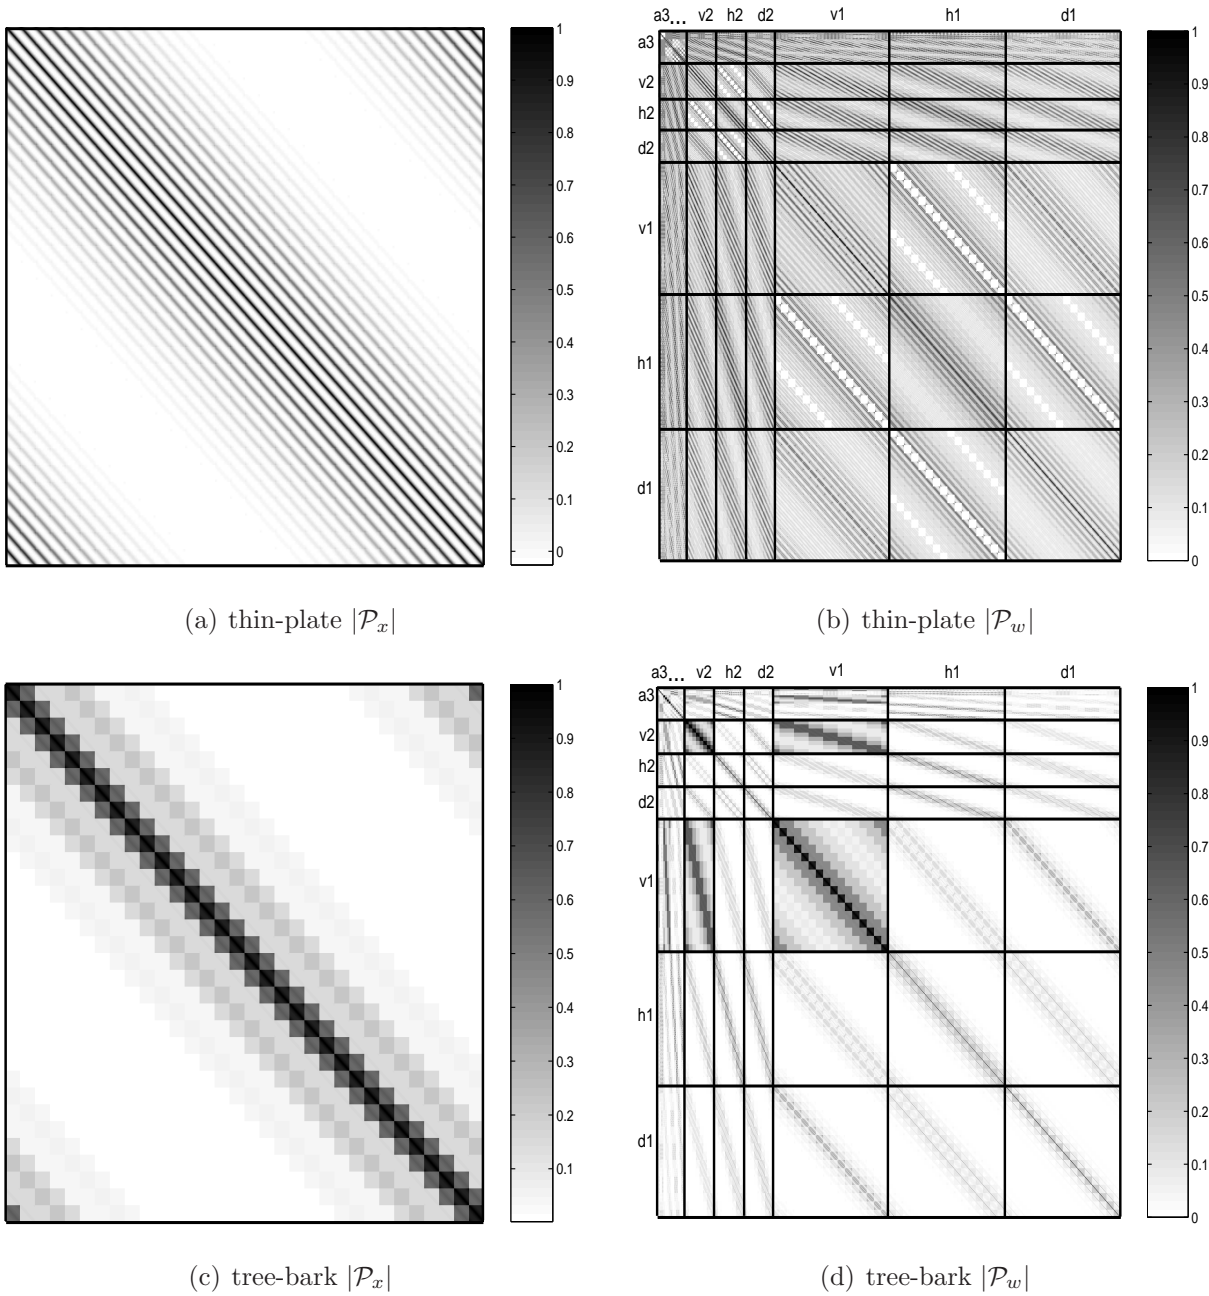 a3... v2 h2 d2 v1 h1 d1
1
0.9
0.8
0.7
0.6
0.5
0.4
0.3
0.2
0.1
0
a3
v2
h2
d2
v1
h1
d1
1
0.9
0.8
0.7
0.6
0.5
0.4
0.3
0.2
0.1
0
(a) thin-plate |𝒫ₓ|
(b) thin-plate |𝒫_w|
a3... v2 h2 d2 v1 h1 d1
1
0.9
0.8
0.7
0.6
0.5
0.4
0.3
0.2
0.1
a3
v2
h2
d2
v1
h1
d1
1
0.9
0.8
0.7
0.6
0.5
0.4
0.3
0.2
0.1
0
(c) tree-bark |𝒫ₓ|
(d) tree-bark |𝒫_w|